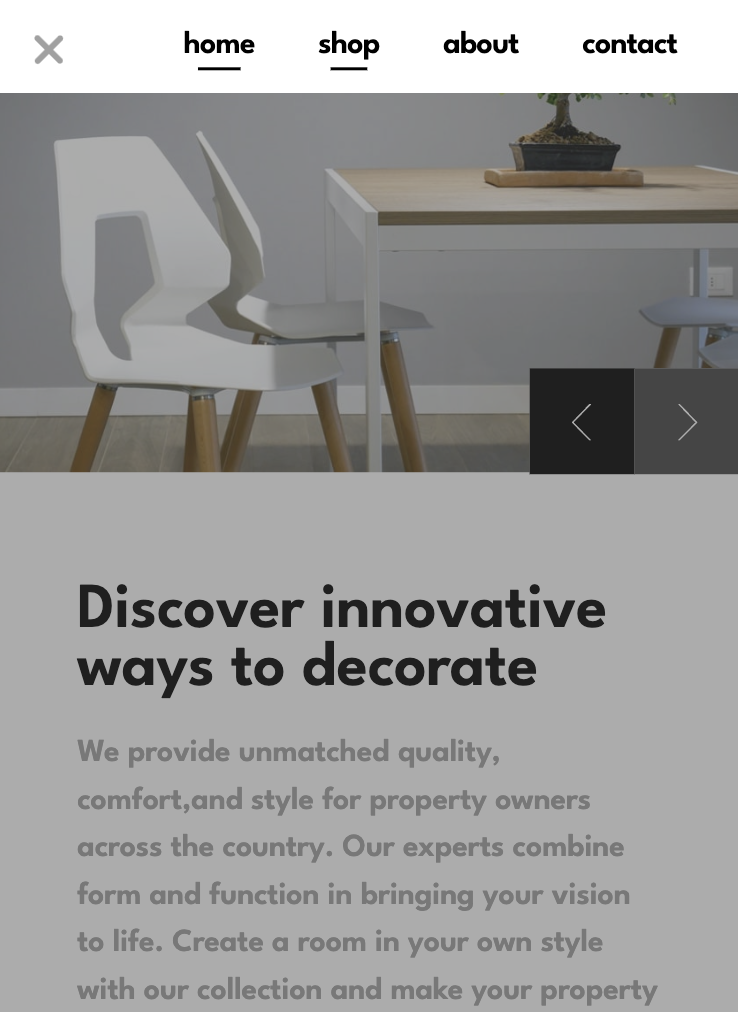 home shop about contact
Discover innovative
ways to decorate
We provide unmatched quality,
comfort,and style for property owners
across the country. Our experts combine
form and function in bringing your vision
to life. Create a room in your own style
with our collection and make your property